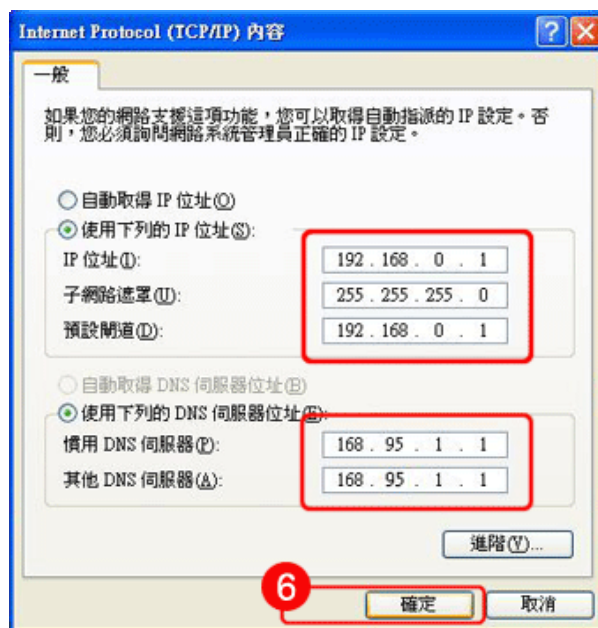 Internet Protocol (TCP/IP) 內容
一般
如果您的網路支援這項功能，您可以取得自動指派的 IP 設定。否
則，您必須詢問網路系統管理員正確的 IP 設定。
自動取得 IP 位址(O)
使用下列的 IP 位址(S):
IP 位址(I): 192 . 168 . 0 . 1
子網路遮罩(U): 255 . 255 . 255 . 0
預設閘道(D): 192 . 168 . 0 . 1
自動取得 DNS 伺服器位址(B)
使用下列的 DNS 伺服器位址(E):
慣用 DNS 伺服器(P): 168 . 95 . 1 . 1
其他 DNS 伺服器(A): 168 . 95 . 1 . 1
進階(V)...
6
確定 取消